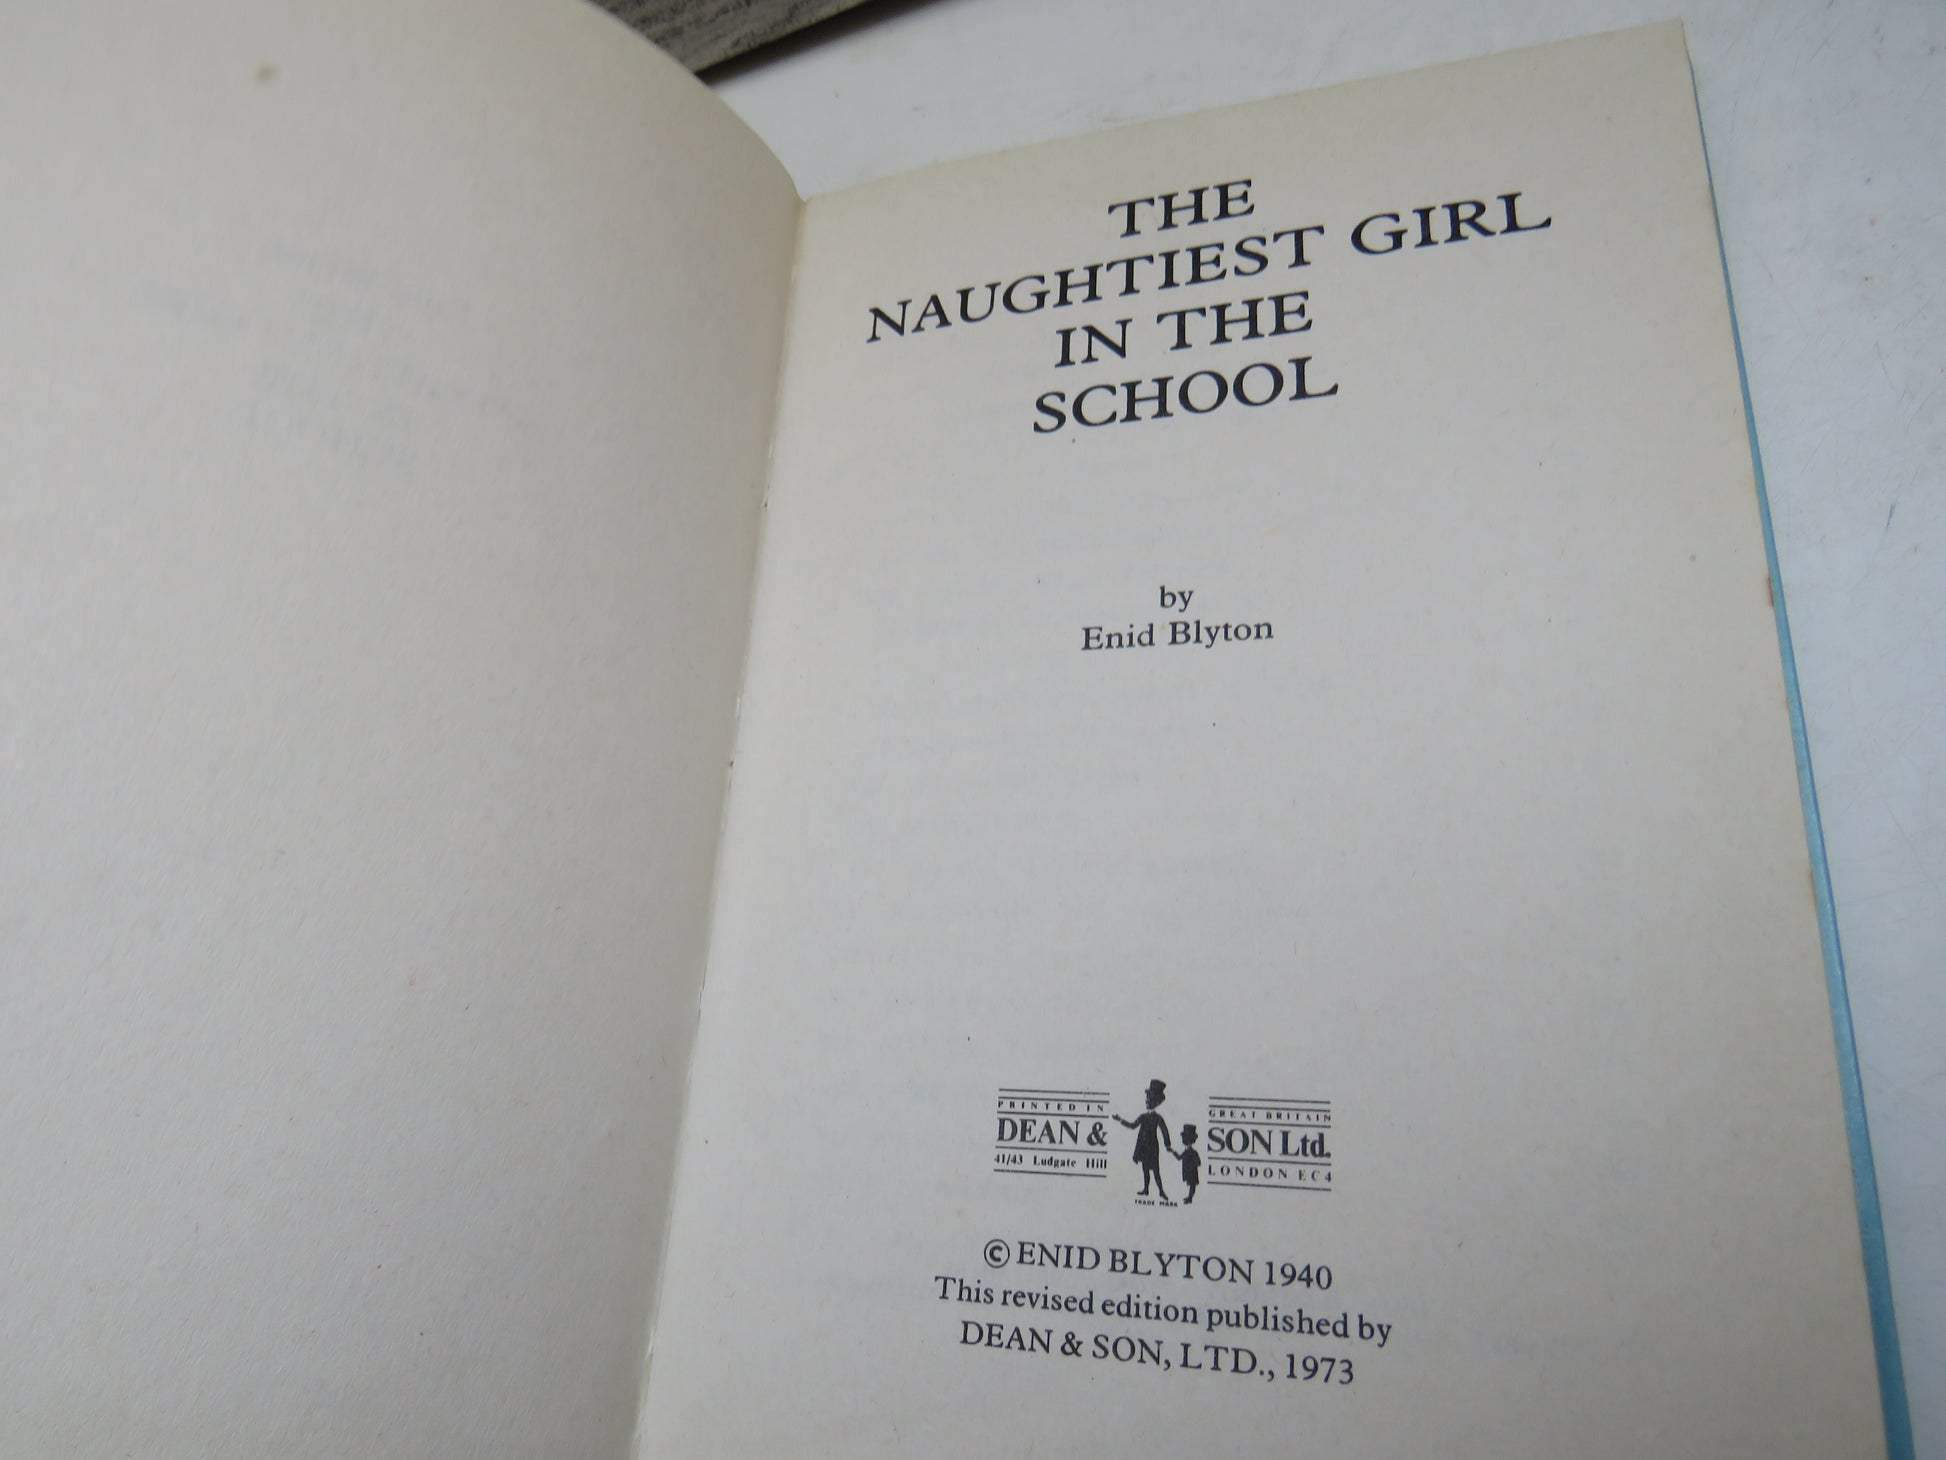 THE
NAUGHTIEST GIRL
IN THE
SCHOOL
by
Enid Blyton
PRINTED IN GREAT BRITAIN
DEAN & SON Ltd.
41/43 Ludgate Hill LONDON EC4
TRADE MARK
© ENID BLYTON 1940
This revised edition published by
DEAN & SON, LTD., 1973